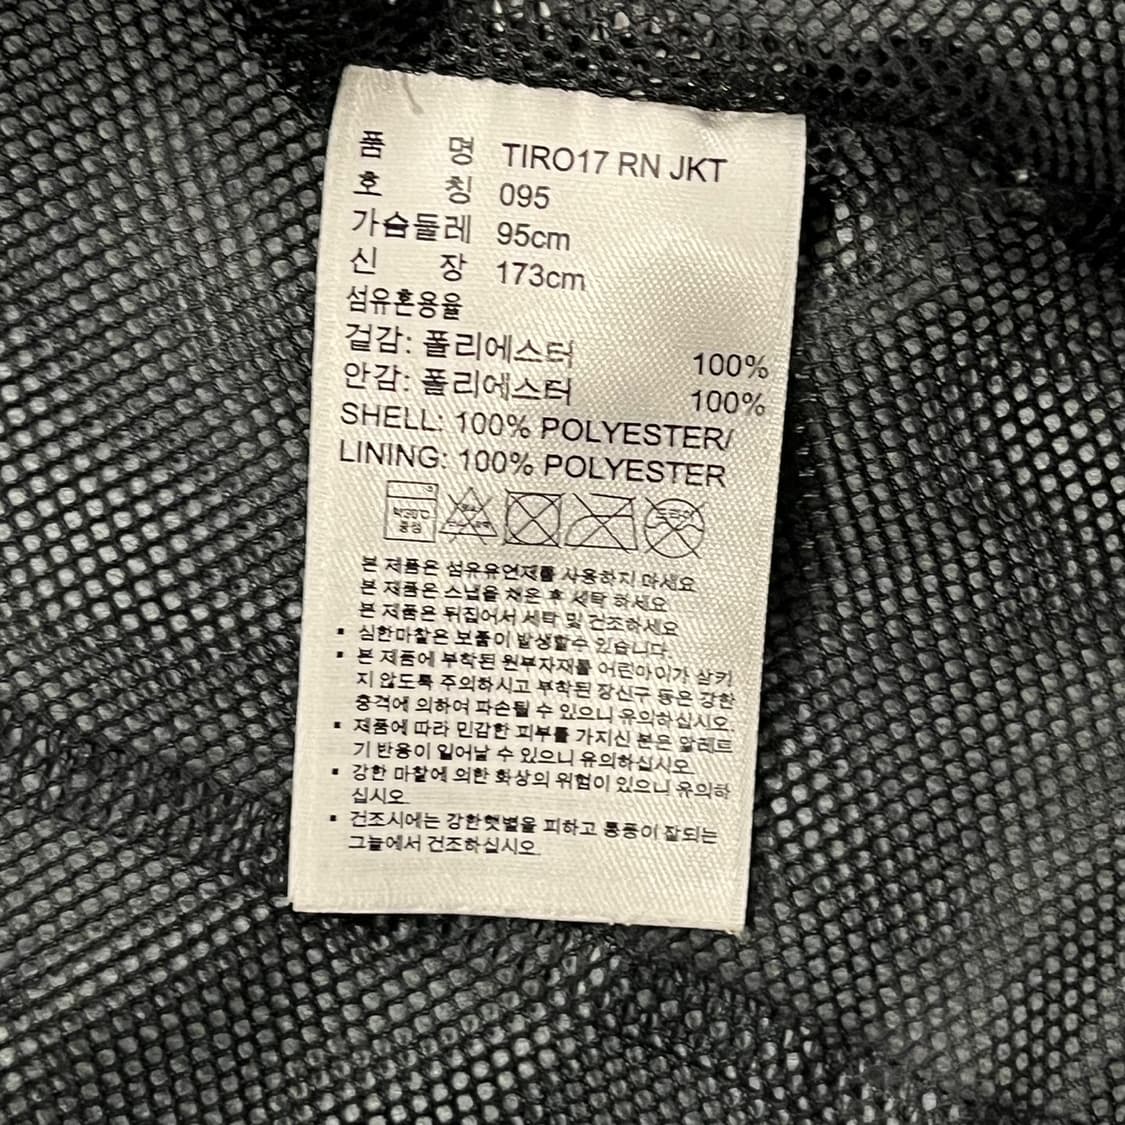 품 명 TIRO17 RN JKT
호 칭 095
가슴둘레 95cm
신 장 173cm
섬유혼용율
겉감: 폴리에스터 100%
안감: 폴리에스터 100%
SHELL: 100% POLYESTER/
LINING: 100% POLYESTER
약30℃
중성
드라이
본 제품은 섬유유연제를 사용하지 마세요
본 제품은 스냅을 채운 후 세탁 하세요
본 제품은 뒤집어서 세탁 및 건조하세요
▪ 심한마찰은 보품이 발생할수 있습니다.
▪ 본 제품에 부착된 원부자재를 어린아이가 삼키
지 않도록 주의하시고 부착된 장신구 등은 강한
충격에 의하여 파손될 수 있으니 유의하십시오.
▪ 제품에 따라 민감한 피부를 가지신 분은 알레르
기 반응이 일어날 수 있으니 유의하십시오.
▪ 강한 마찰에 의한 화상의 위험이 있으니 유의하
십시오.
▪ 건조시에는 강한햇볕을 피하고 통풍이 잘되는
그늘에서 건조하십시오.